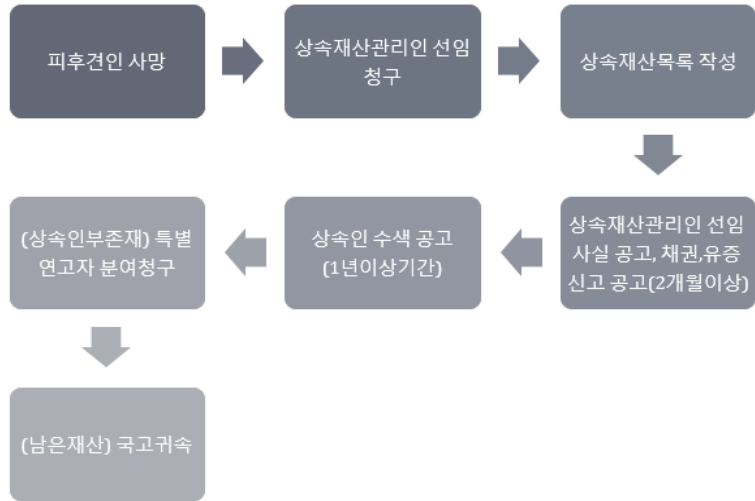 피후견인 사망
상속재산관리인 선임
청구
상속재산목록 작성
상속재산관리인 선임
사실 공고, 채권,유증
신고 공고(2개월이상)
상속인 수색 공고
(1년이상기간)
(상속인부존재) 특별
연고자 분여청구
(남은재산) 국고귀속